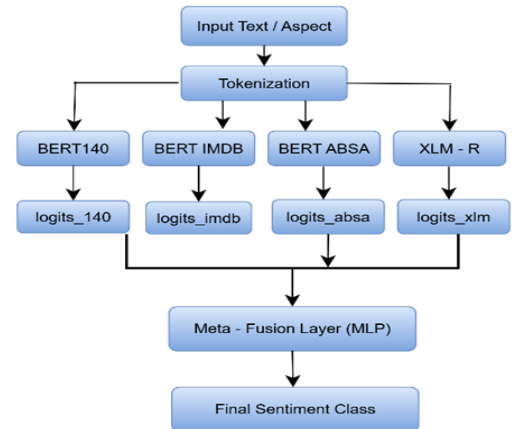 Input Text / Aspect
Tokenization
BERT140
BERT IMDB
BERT ABSA
XLM - R
logits_140
logits_imdb
logits_absa
logits_xlm
Meta - Fusion Layer (MLP)
Final Sentiment Class